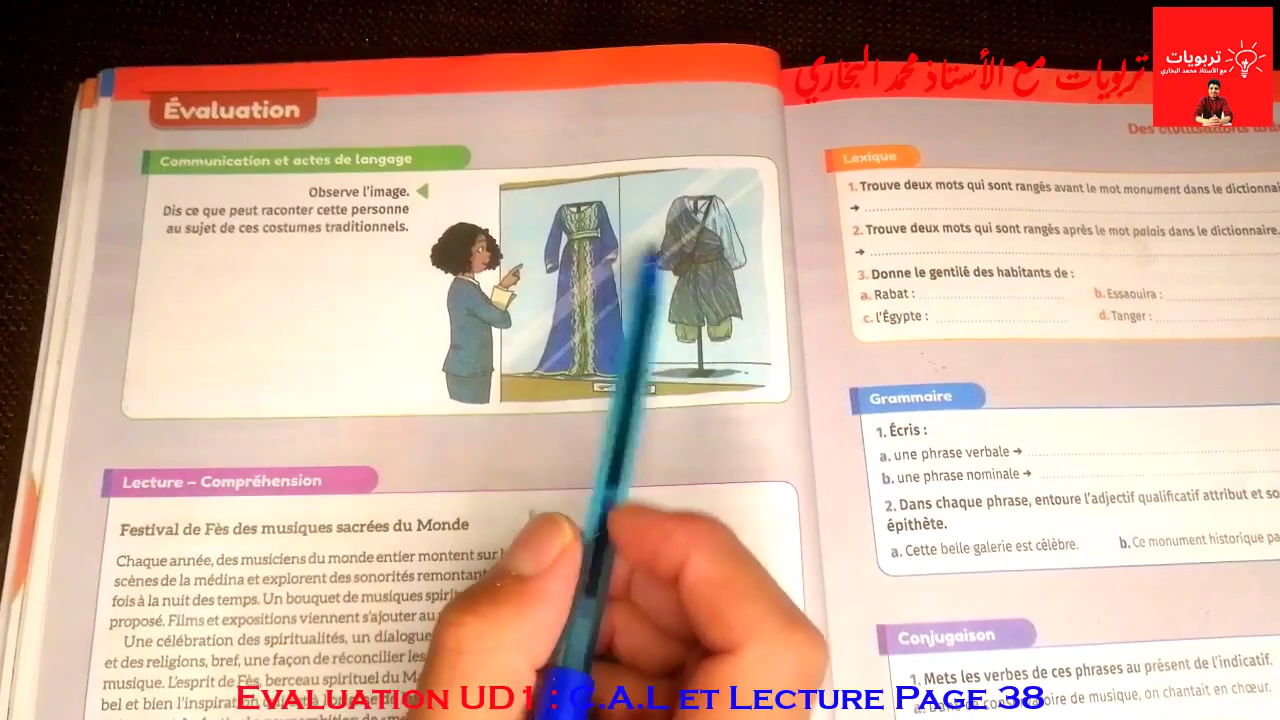 تربويات مع الأستاذ محمد البخاري
تربويات
مع الأستاذ محمد البخاري
Évaluation
Communication et actes de langage
Observe l'image.
Dis ce que peut raconter cette personne
au sujet de ces costumes traditionnels.
Lecture – Compréhension
Festival de Fès des musiques sacrées du Monde
Chaque année, des musiciens du monde entier montent sur
scènes de la médina et explorent des sonorités remontant
fois à la nuit des temps. Un bouquet de musiques
proposé. Films et expositions viennent s'ajouter au
Une célébration des spiritualités, un dialogue
et des religions, bref, une façon de réconcilier les
musique. L'esprit de Fès, berceau spirituel du
bel et bien
Des civilisations
Lexique
1. Trouve deux mots qui sont rangés avant le mot monument dans le
➔
2. Trouve deux mots qui sont rangés après le mot palais dans le dictionnaire.
➔
3. Donne le gentilé des habitants de :
a. Rabat : b. Essaouira :
c. l'Égypte : d. Tanger :
Grammaire
1. Écris :
a. une phrase verbale ➔
b. une phrase nominale ➔
2. Dans chaque phrase, entoure l'adjectif qualificatif attribut et
épithète.
a. Cette belle galerie est célèbre. b. Ce monument historique
Conjugaison
1. Mets les verbes de ces phrases au présent de l'indicatif.
a. de musique, on chantait en chœur.
Evaluation UD 1 : C.A.L et Lecture Page 38